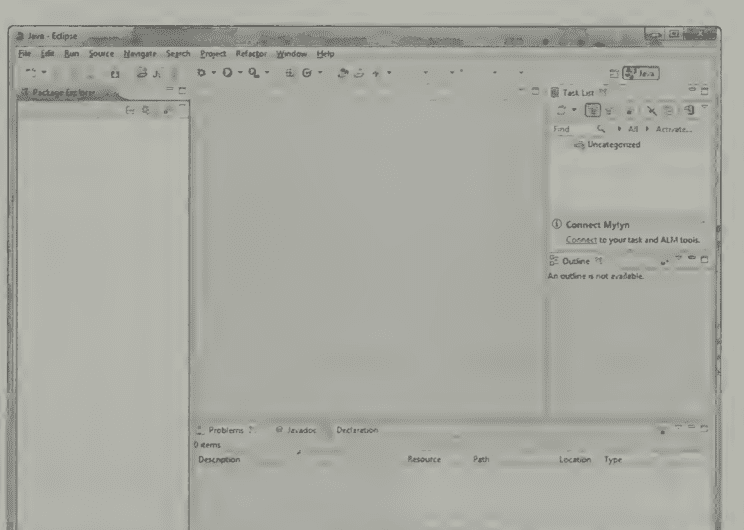 Java - Eclipse
File Edit Run Source Navigate Search Project Refactor Window Help
Java
Package Explorer
Task List
Find All Activate...
Uncategorized
Connect Mylyn
Connect to your task and ALM tools.
Outline
An outline is not available.
Problems Javadoc Declaration
0 items
Description Resource Path Location Type